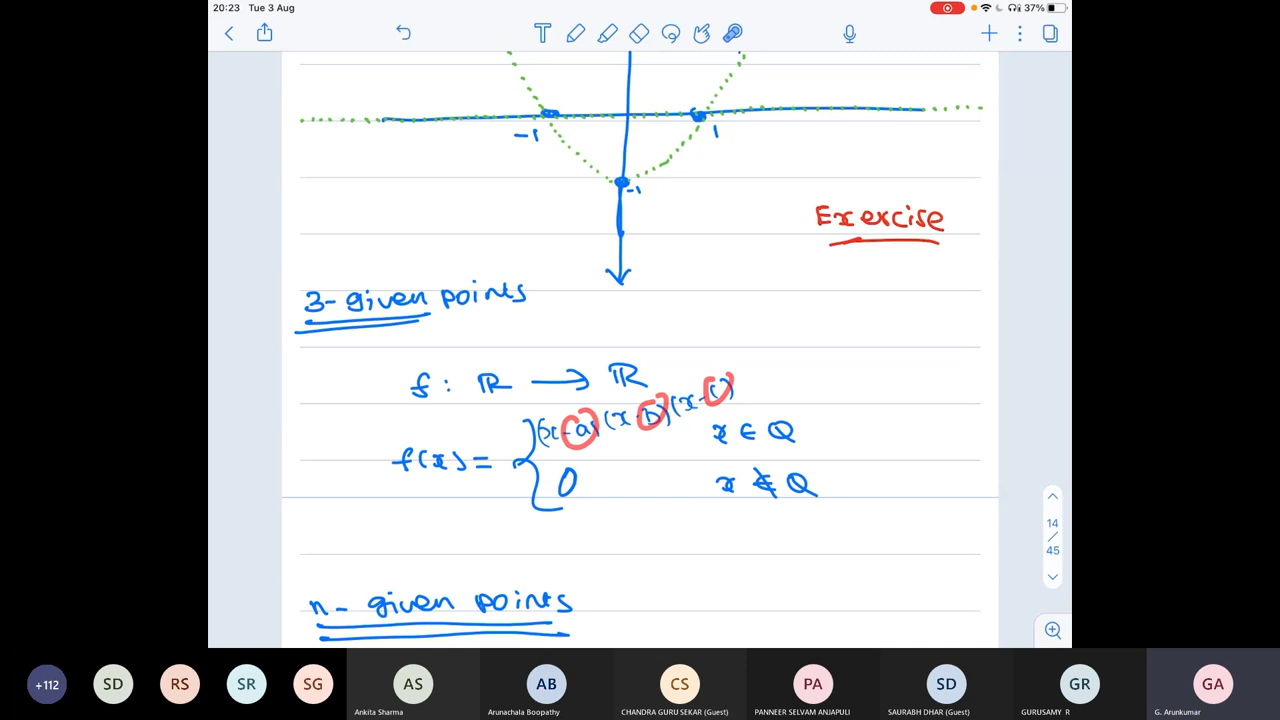 20:23 Tue 3 Aug
37%
-1
1
-1
Exercise
3- given points
f : ℝ ⟶ ℝ
f(x) = { (x-a)(x-b)(x-c) x ∈ ℚ
0 x ∉ ℚ
14
/
45
n- given points
+112
SD
RS
SR
SG
AS
AB
CS
PA
SD
GR
GA
Ankita Sharma
Arunachala Boopathy
CHANDRA GURU SEKAR (Guest)
PANNEER SELVAM ANJAPULI
SAURABH DHAR (Guest)
GURUSAMY R
G. Arunkumar